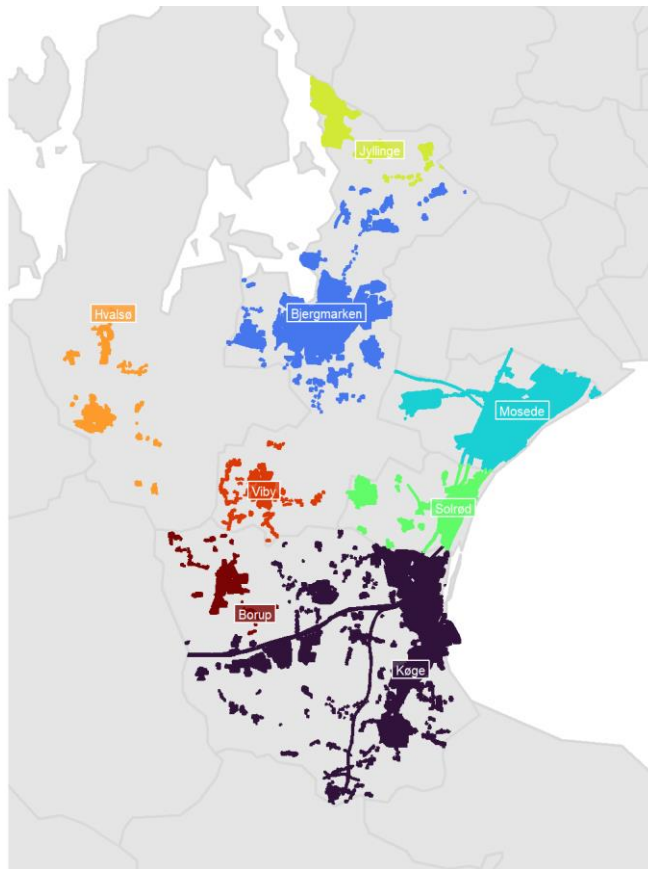 Jyllinge
Hvalsø
Bjergmarken
Mosede
Viby
Solrød
Borup
Køge